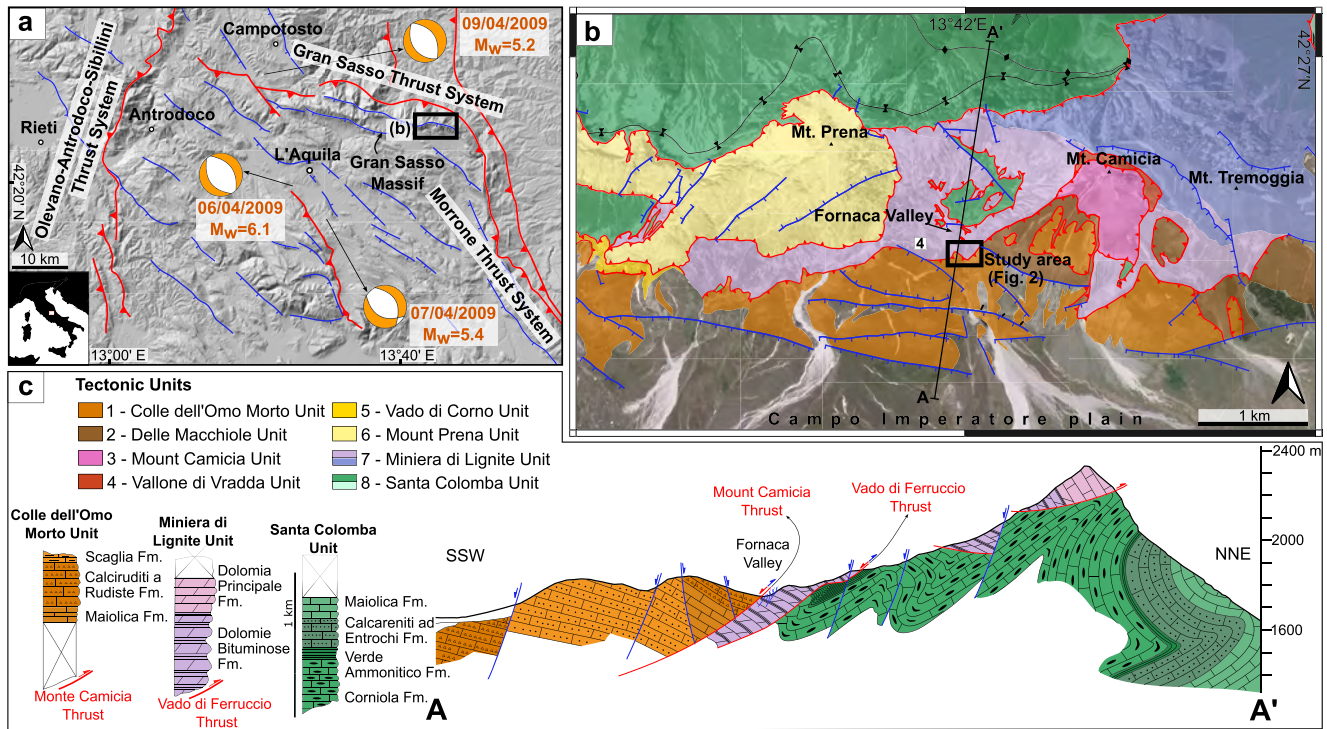 a
09/04/2009
Mw=5.2
Campotosto
Gran Sasso Thrust System
Olevano-Antrodoco-Sibillini
Thrust System
Rieti
Antrodoco
(b)
L'Aquila
Gran Sasso
Massif
06/04/2009
Mw=6.1
Morrone Thrust System
07/04/2009
Mw=5.4
42°20' N
10 km
13°00' E
13°40' E
b
13°42'E
A'
42°27'N
Mt. Prena
Mt. Camicia
Mt. Tremoggia
Fornaca Valley
4
Study area
(Fig. 2)
A
Campo Imperatore plain
1 km
c
Tectonic Units
1 - Colle dell'Omo Morto Unit
2 - Delle Macchiole Unit
3 - Mount Camicia Unit
4 - Vallone di Vradda Unit
5 - Vado di Corno Unit
6 - Mount Prena Unit
7 - Miniera di Lignite Unit
8 - Santa Colomba Unit
Colle dell'Omo
Morto Unit
Scaglia Fm.
Calciruditi a
Rudiste Fm.
Maiolica Fm.
Monte Camicia
Thrust
Miniera di
Lignite Unit
Dolomia
Principale
Fm.
Dolomie
Bituminose
Fm.
Vado di Ferruccio
Thrust
Santa Colomba
Unit
1 km
Maiolica Fm.
Calcareniti ad
Entrochi Fm.
Verde
Ammonitico Fm.
Corniola Fm.
SSW
Mount Camicia
Thrust
Fornaca
Valley
Vado di Ferruccio
Thrust
NNE
2400 m
2000
1600
A
A'